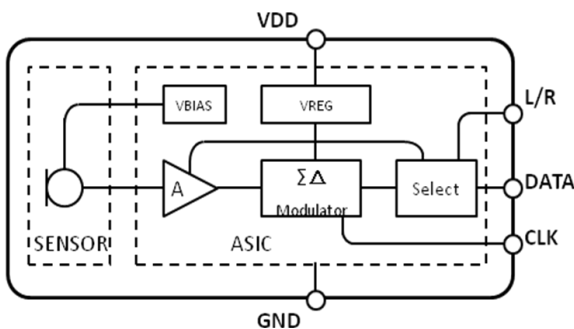 VDD
L/R
VBIAS
VREG
A
ΣΔ
Modulator
Select
DATA
SENSOR
ASIC
CLK
GND